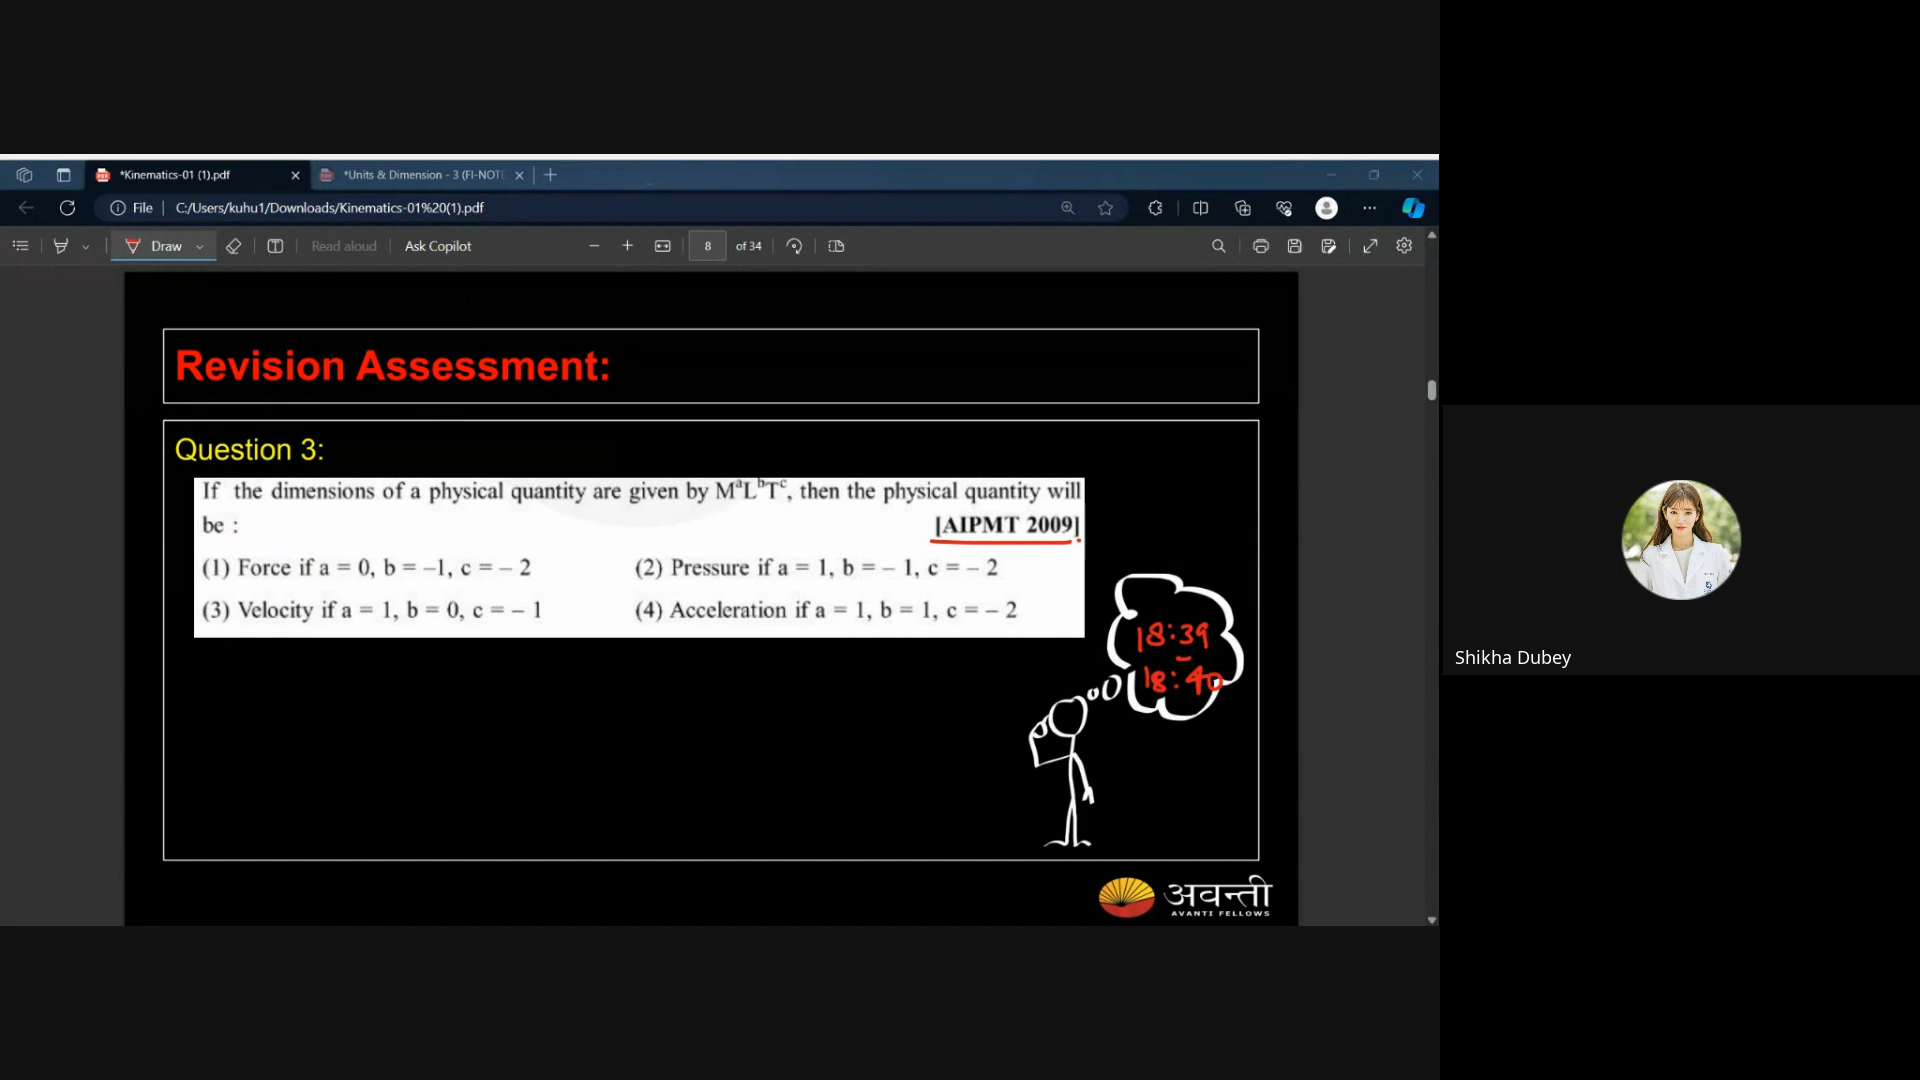 *Kinematics-01 (1).pdf
*Units & Dimension - 3 (FI-NOTE
File
C:/Users/kuhu1/Downloads/Kinematics-01%20(1).pdf
Draw
Read aloud
Ask Copilot
8 of 34
Revision Assessment:
Question 3:
If the dimensions of a physical quantity are given by MᵃLᵇTᶜ, then the physical quantity will
be : [AIPMT 2009]
(1) Force if a = 0, b = –1, c = – 2 (2) Pressure if a = 1, b = – 1, c = – 2
(3) Velocity if a = 1, b = 0, c = – 1 (4) Acceleration if a = 1, b = 1, c = – 2
18:39
–
18:40
अवन्ती
AVANTI FELLOWS
Shikha Dubey